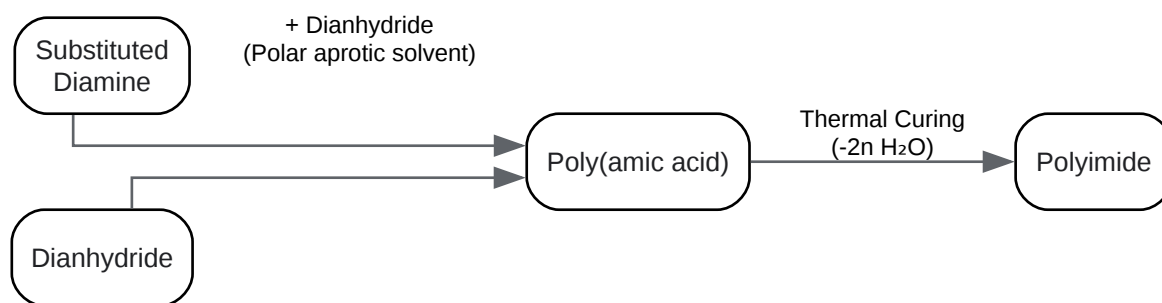 Substituted
Diamine
+ Dianhydride
(Polar aprotic solvent)
Dianhydride
Poly(amic acid)
Thermal Curing
(-2n H₂O)
Polyimide